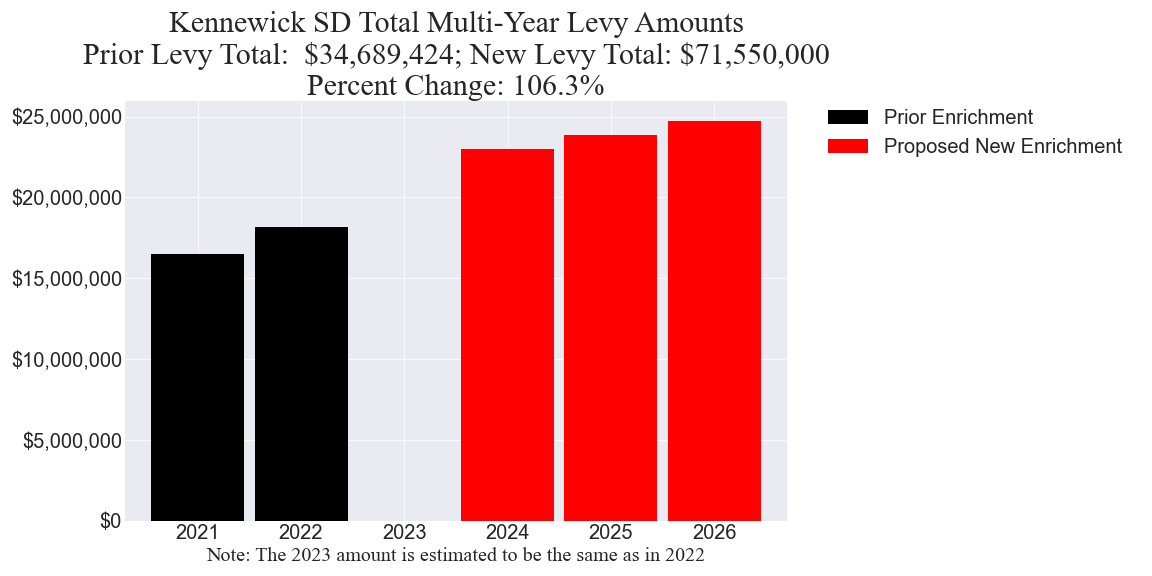 Kennewick SD Total Multi-Year Levy Amounts
Prior Levy Total:  $34,689,424; New Levy Total: $71,550,000
Percent Change: 106.3%
$25,000,000
$20,000,000
$15,000,000
$10,000,000
$5,000,000
$0
2021 2022 2023 2024 2025 2026
Note: The 2023 amount is estimated to be the same as in 2022
Prior Enrichment
Proposed New Enrichment